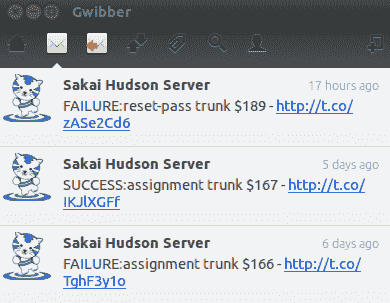 Gwibber
Sakai Hudson Server 17 hours ago
FAILURE:reset-pass trunk $189 - http://t.co/
zASe2Cd6
Sakai Hudson Server 5 days ago
SUCCESS:assignment trunk $167 - http://t.co/
IKJlXGFf
Sakai Hudson Server 6 days ago
FAILURE:assignment trunk $166 - http://t.co/
TghF3y1o